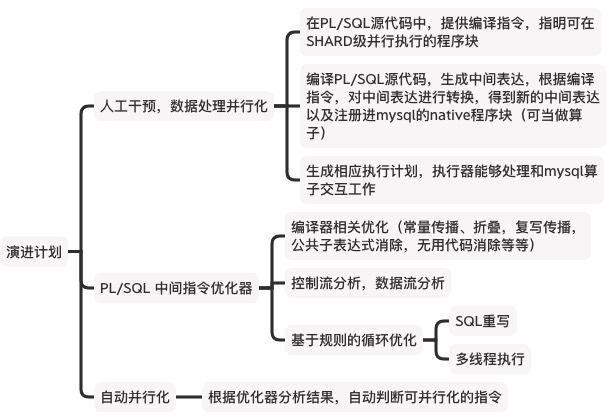 演进计划
人工干预，数据处理并行化
在PL/SQL源代码中，提供编译指令，指明可在
SHARD级并行执行的程序块
编译PL/SQL源代码，生成中间表达，根据编译
指令，对中间表达进行转换，得到新的中间表达
以及注册进mysql的native程序块（可当做算
子）
生成相应执行计划，执行器能够处理和mysql算
子交互工作
PL/SQL 中间指令优化器
编译器相关优化（常量传播、折叠，复写传播，
公共子表达式消除，无用代码消除等等）
控制流分析，数据流分析
基于规则的循环优化
SQL重写
多线程执行
自动并行化
根据优化器分析结果，自动判断可并行化的指令